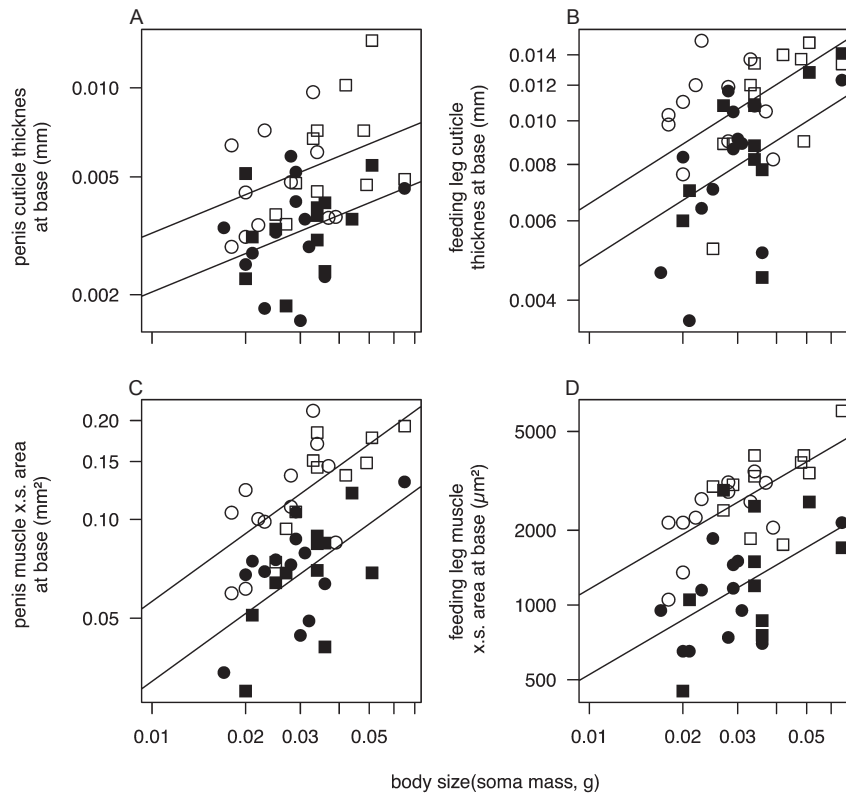 A
penis cuticle thicknes
at base (mm)
0.010
0.005
0.002
B
feeding leg cuticle
thicknes at base (mm)
0.014
0.012
0.010
0.008
0.006
0.004
C
penis muscle x.s. area
at base (mm²)
0.20
0.15
0.10
0.05
0.01 0.02 0.03 0.05
D
feeding leg muscle
x.s. area at base (µm²)
5000
2000
1000
500
0.01 0.02 0.03 0.05
body size(soma mass, g)